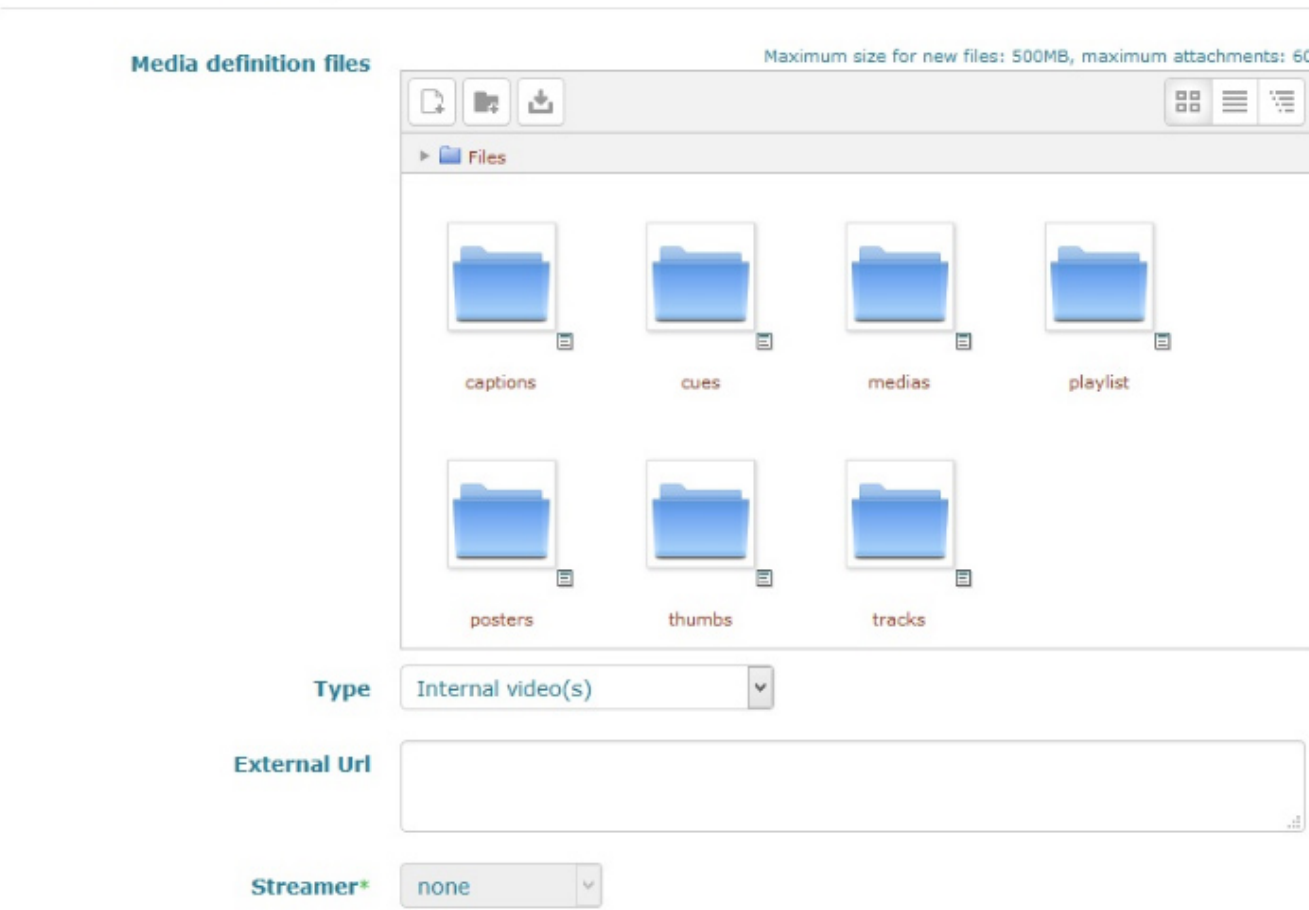 Media definition files
Maximum size for new files: 500MB, maximum attachments: 60
Files
captions cues medias playlist
posters thumbs tracks
Type Internal video(s)
External Url
Streamer* none